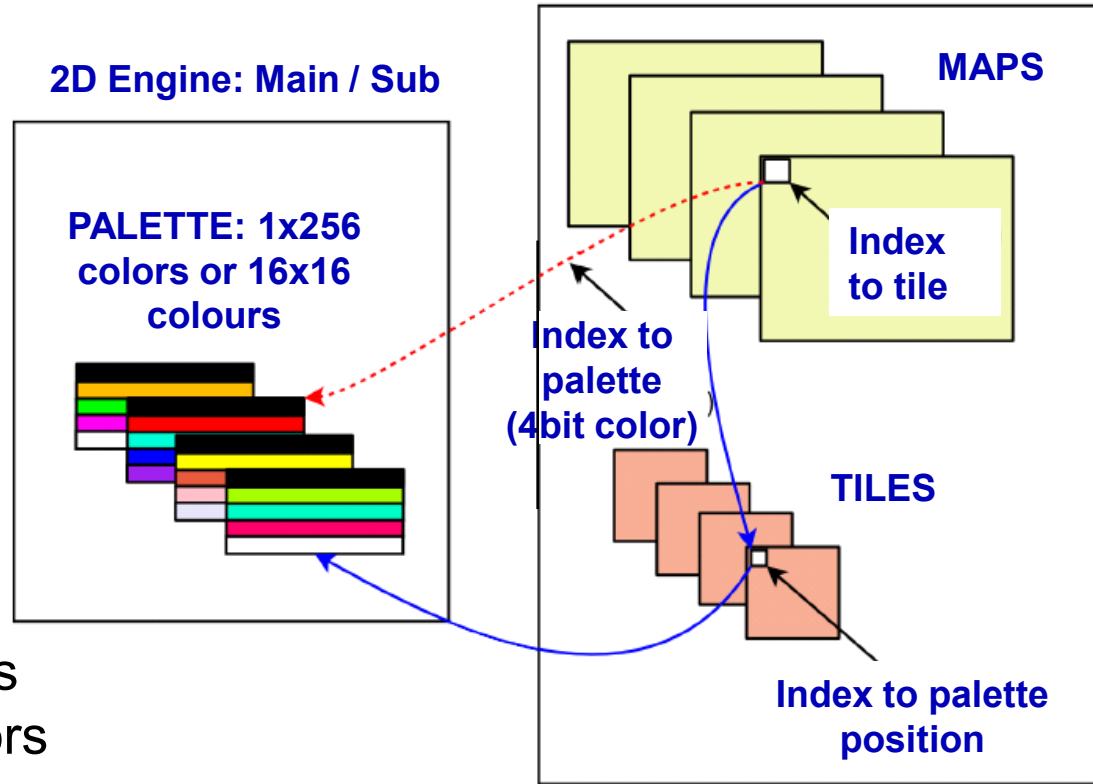 2D Engine: Main / Sub
PALETTE: 1x256
colors or 16x16
colours
MAPS
Index
to tile
Index to
palette
(4bit color)
)
TILES
Index to palette
position
s
ors